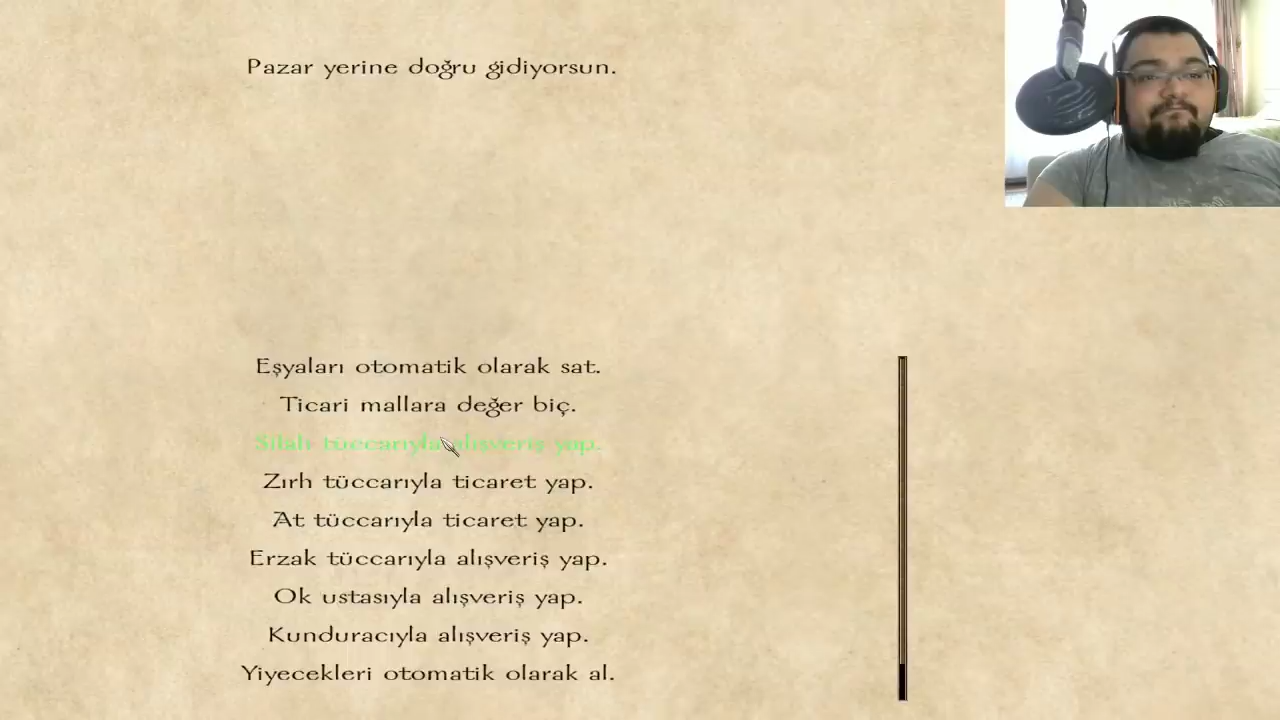 Pazar yerine doğru gidiyorsun.
Eşyaları otomatik olarak sat.
Ticari mallara değer biç.
Silah tüccarıyla alışveriş yap.
Zırh tüccarıyla ticaret yap.
At tüccarıyla ticaret yap.
Erzak tüccarıyla alışveriş yap.
Ok ustasıyla alışveriş yap.
Kunduracıyla alışveriş yap.
Yiyecekleri otomatik olarak al.